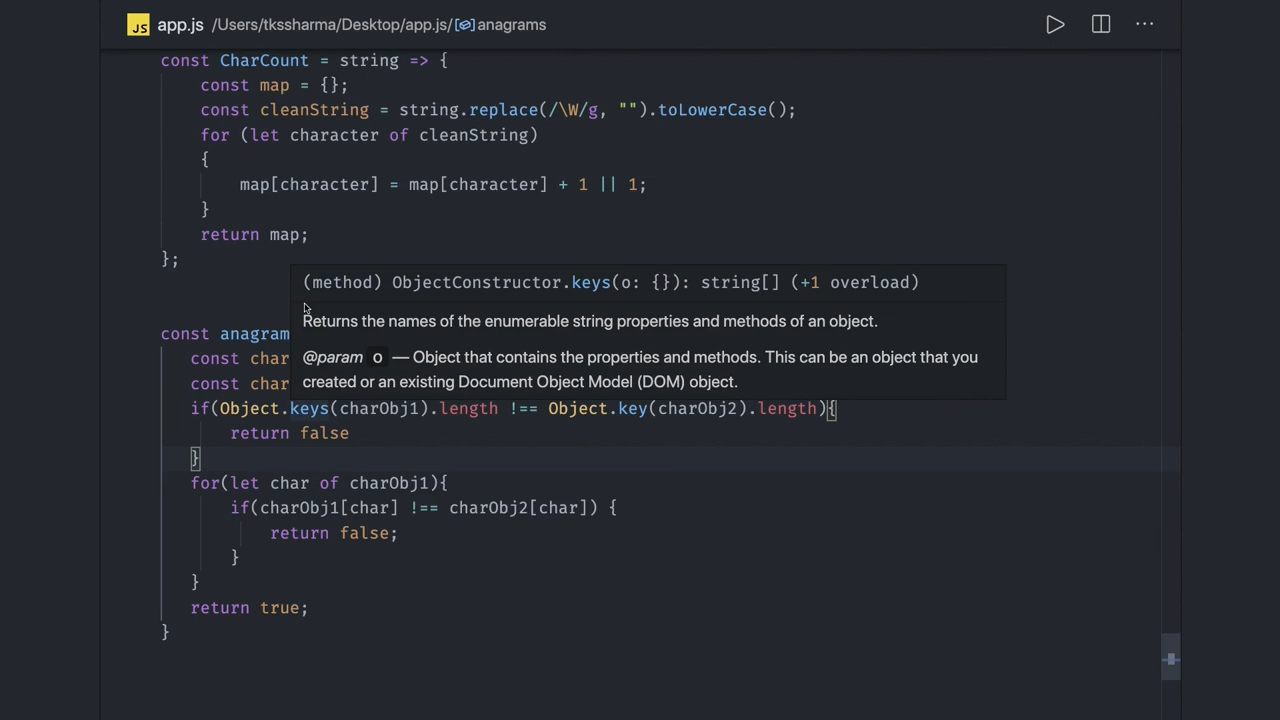 JS app.js /Users/tkssharma/Desktop/app.js/ anagrams
const CharCount = string => {
const map = {};
const cleanString = string.replace(/\W/g, "").toLowerCase();
for (let character of cleanString)
{
map[character] = map[character] + 1 || 1;
}
return map;
};
(method) ObjectConstructor.keys(o: {}): string[] (+1 overload)
Returns the names of the enumerable string properties and methods of an object.
const anagram
const char
@param o — Object that contains the properties and methods. This can be an object that you
const char
created or an existing Document Object Model (DOM) object.
if(Object.keys(charObj1).length !== Object.key(charObj2).length){
return false
}
for(let char of charObj1){
if(charObj1[char] !== charObj2[char]) {
return false;
}
}
return true;
}